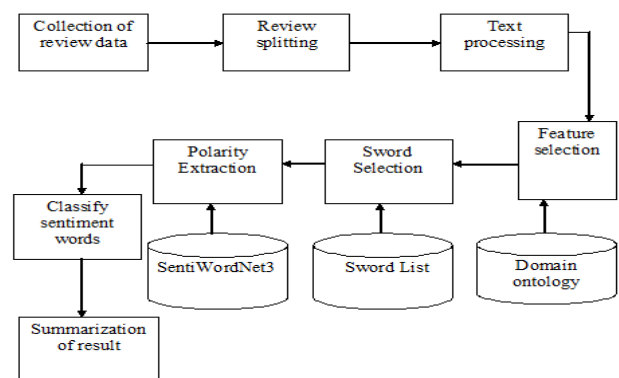 Collection of
review data
Review
splitting
Text
processing
Feature
selection
Sword
Selection
Polarity
Extraction
Classify
sentiment
words
SentiWordNet3
Sword List
Domain
ontology
Summarization
of result